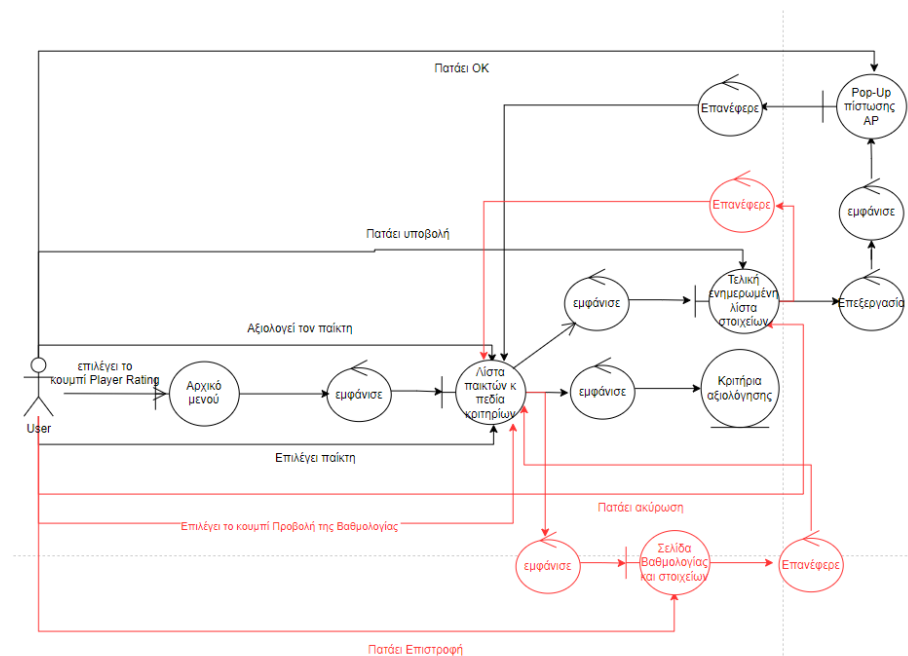 Πατάει ΟΚ
Pop-Up
πίστωσης
AP
Επανέφερε
Επανέφερε
εμφάνισε
Πατάει υποβολή
Τελική
ενημερωμένη
λίστα
στοιχείων
εμφάνισε
Επεξεργασία
Αξιολογεί τον παίκτη
επιλέγει το
κουμπί Player Rating
Αρχικό
μενού
εμφάνισε
Λίστα
παικτών κ
πεδία
κριτηρίων
εμφάνισε
Κριτήρια
αξιολόγησης
User
Επιλέγει παίκτη
Πατάει ακύρωση
Επιλέγει το κουμπί Προβολή της Βαθμολογίας
εμφάνισε
Σελίδα
Βαθμολογίας
και στοιχείων
Επανέφερε
Πατάει Επιστροφή